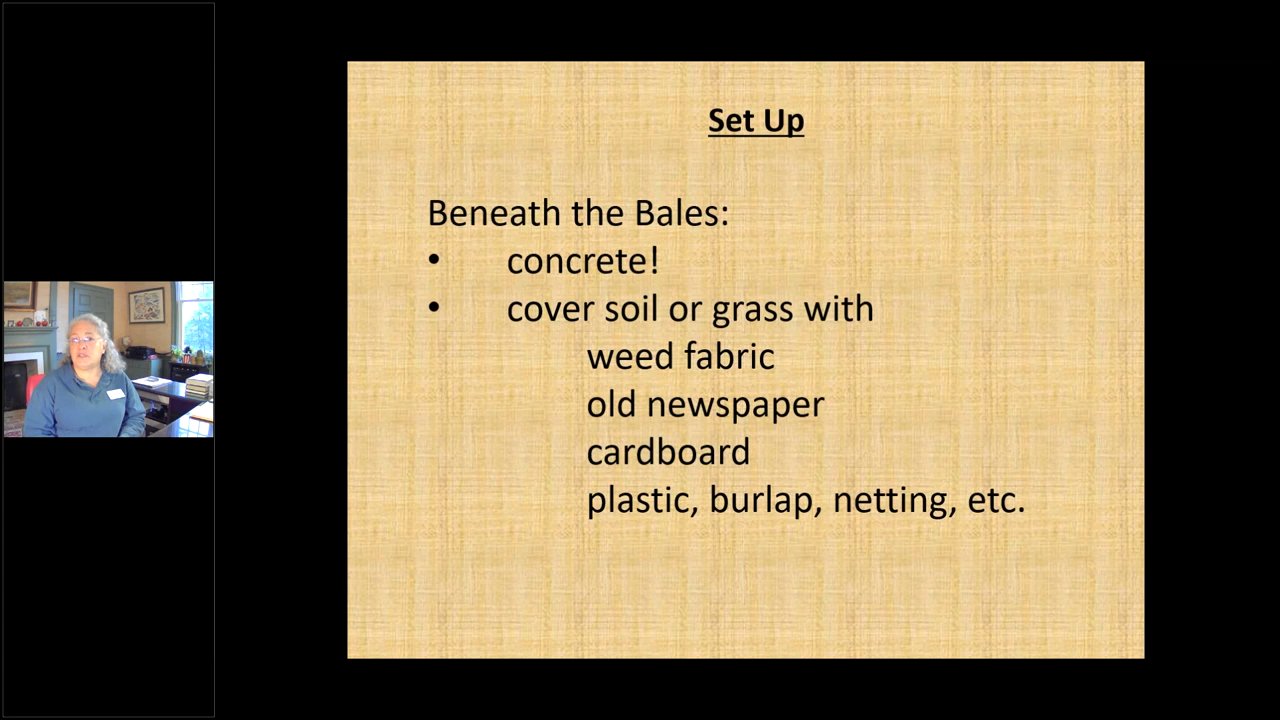 Set Up
Beneath the Bales:
• concrete!
• cover soil or grass with
weed fabric
old newspaper
cardboard
plastic, burlap, netting, etc.